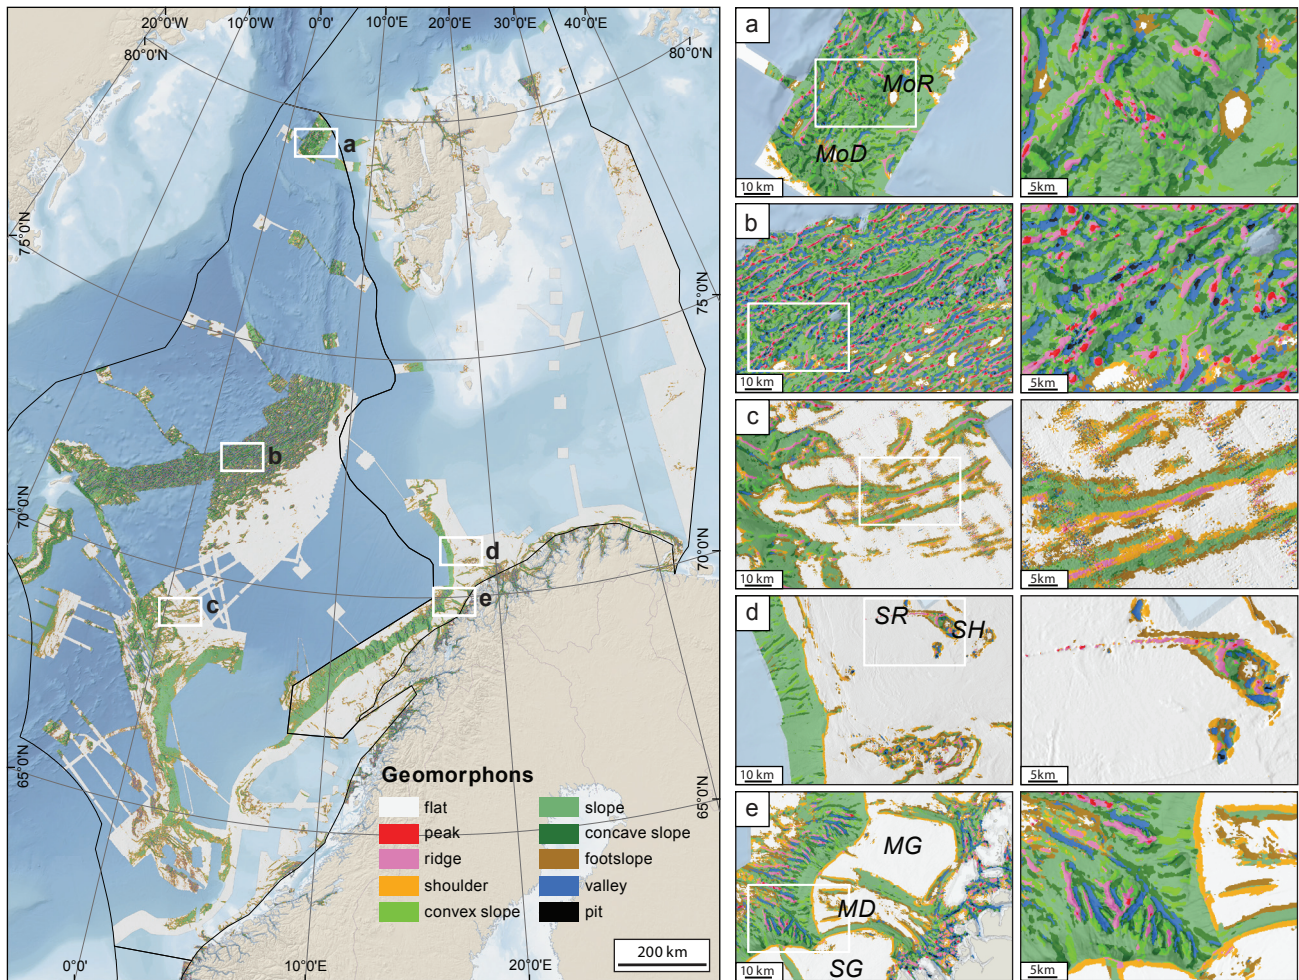 20°0'W
10°0'W
0°0'
10°0'E
20°0'E
30°0'E
40°0'E
80°0'N
80°0'N
75°0'N
75°0'N
70°0'N
70°0'N
65°0'N
65°0'N
0°0'
10°0'E
20°0'E
a
b
c
d
e
Geomorphons
flat
peak
ridge
shoulder
convex slope
slope
concave slope
footslope
valley
pit
200 km
a
MoR
MoD
10 km
5km
b
10 km
5km
c
10 km
5km
d
SR
SH
10 km
5km
e
MG
MD
SG
10 km
5km